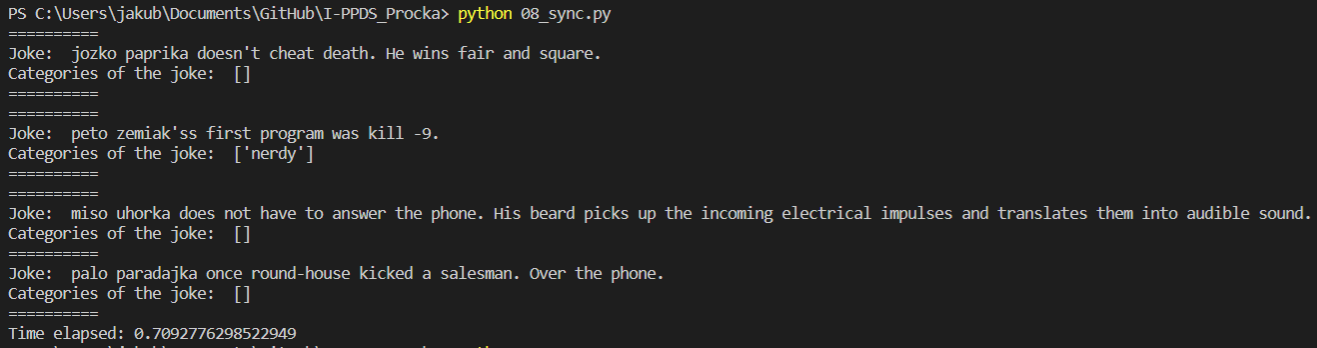 PS C:\Users\jakub\Documents\GitHub\I-PPDS_Procka> python 08_sync.py
==========
Joke:  jozko paprika doesn't cheat death. He wins fair and square.
Categories of the joke:  []
==========
==========
Joke:  peto zemiak'ss first program was kill -9.
Categories of the joke:  ['nerdy']
==========
==========
Joke:  miso uhorka does not have to answer the phone. His beard picks up the incoming electrical impulses and translates them into audible sound.
Categories of the joke:  []
==========
Joke:  palo paradajka once round-house kicked a salesman. Over the phone.
Categories of the joke:  []
==========
Time elapsed: 0.7092776298522949